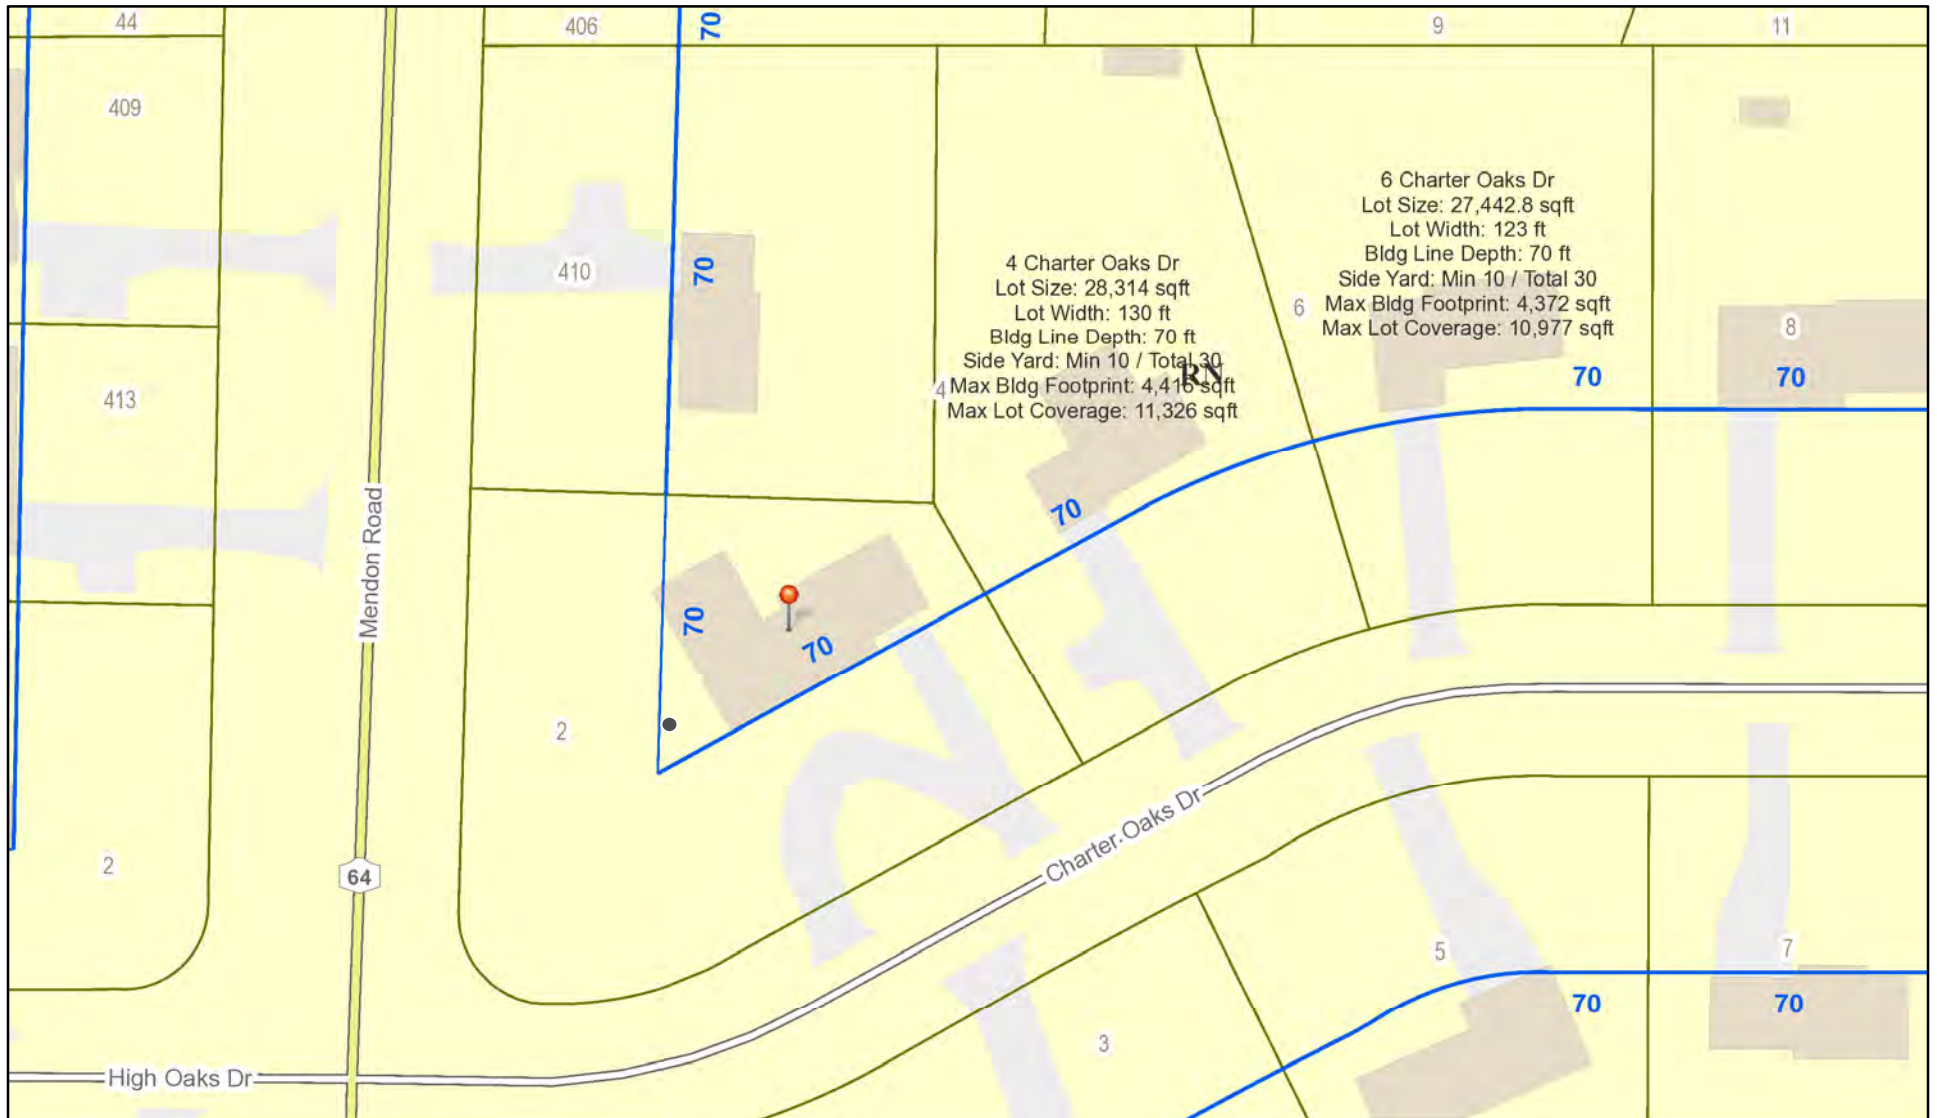 44
406
70
9
11
409
6 Charter Oaks Dr
Lot Size: 27,442.8 sqft
Lot Width: 123 ft
Bldg Line Depth: 70 ft
Side Yard: Min 10 / Total 30
Max Bldg Footprint: 4,372 sqft
Max Lot Coverage: 10,977 sqft
410
70
4 Charter Oaks Dr
Lot Size: 28,314 sqft
Lot Width: 130 ft
Bldg Line Depth: 70 ft
Side Yard: Min 10 / Total 30
Max Bldg Footprint: 4,416 sqft
Max Lot Coverage: 11,326 sqft
RN
4
6
8
70
70
413
70
Mendon Road
70
70
2
2
64
Charter Oaks Dr
5
7
70
70
3
High Oaks Dr